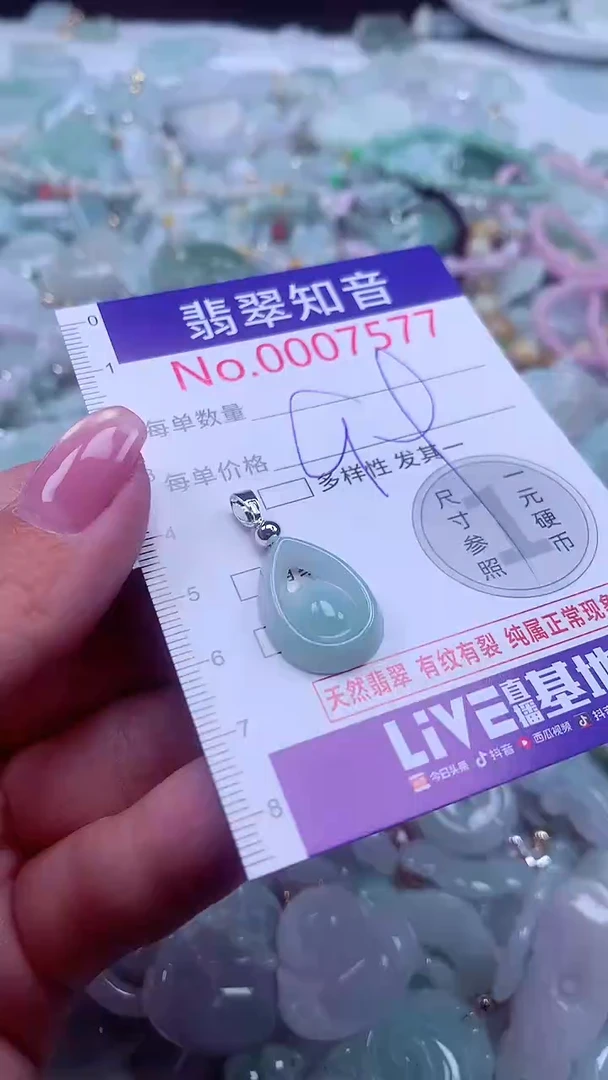 翡翠知音
No.0007577
0
1
每单数量
每单价格
多样性 发其一
4
5
6
7
8
1
一元硬币
尺寸参照
天然翡翠 有纹有裂 纯属正常现象
LiVE直播基地
今日头条 抖音 西瓜视频 抖音